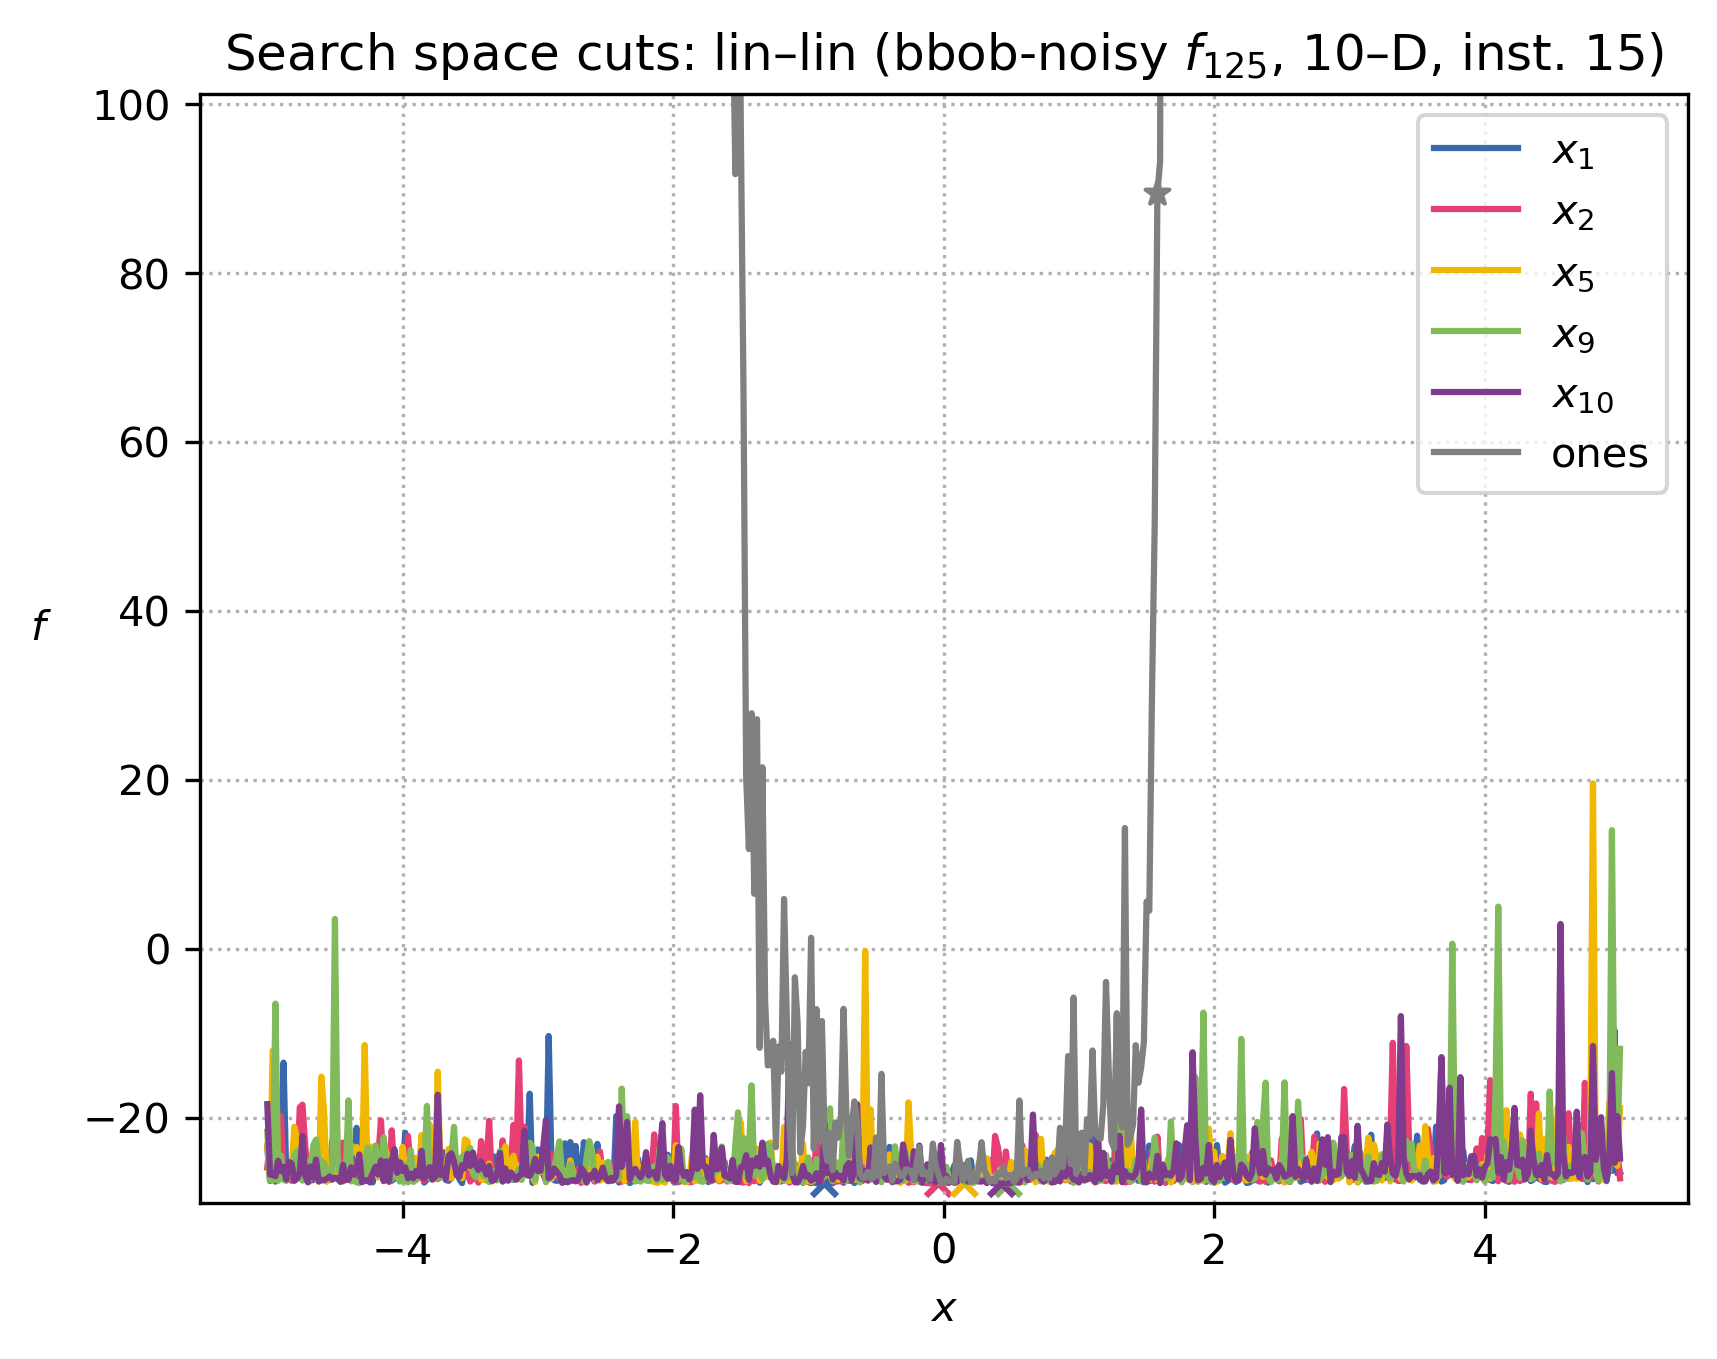 Search space cuts: lin–lin (bbob-noisy f₁₂₅, 10–D, inst. 15)
100
80
60
40
20
0
−20
f
x₁
x₂
x₅
x₉
x₁₀
ones
−4
−2
0
2
4
x